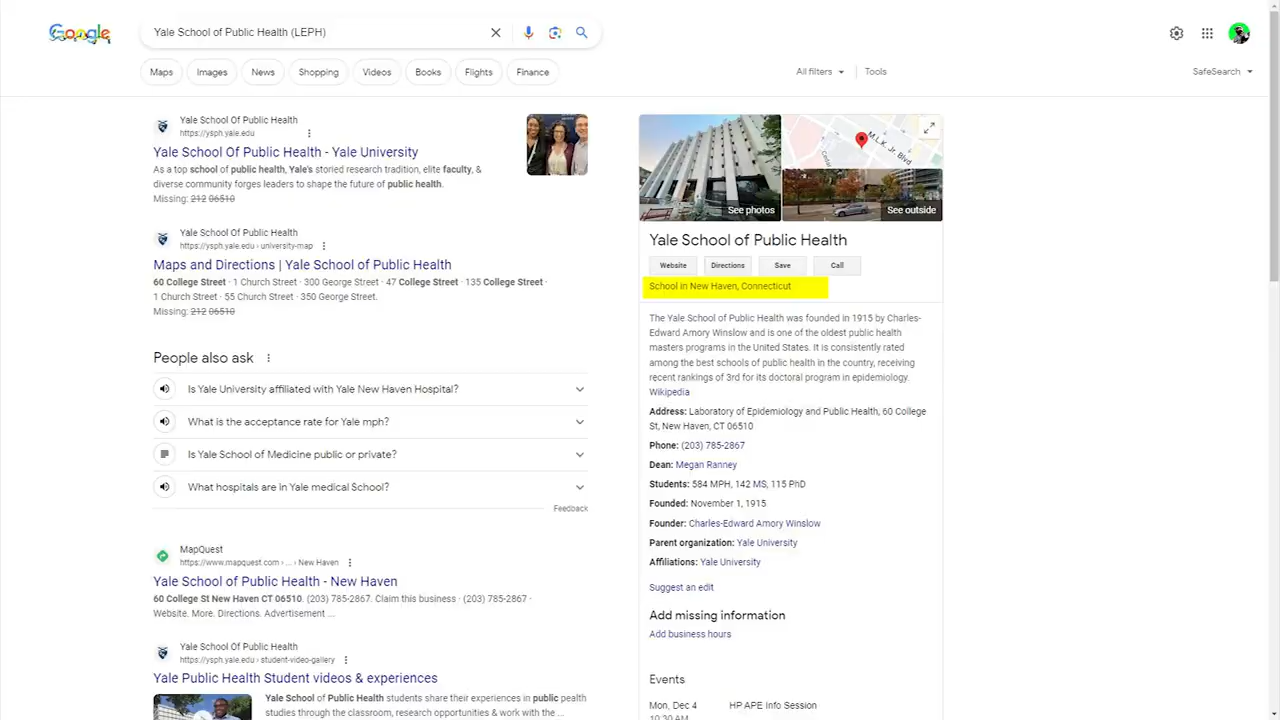 Google
Yale School of Public Health (LEPH)
Maps
Images
News
Shopping
Videos
Books
Flights
Finance
All filters
Tools
SafeSearch
Yale School Of Public Health
https://ysph.yale.edu
Yale School Of Public Health - Yale University
As a top school of public health, Yale's storied research tradition, elite faculty, &
diverse community forges leaders to shape the future of public health.
Missing: 212 06510
Yale School Of Public Health
https://ysph.yale.edu › university-map
Maps and Directions | Yale School of Public Health
60 College Street · 1 Church Street · 300 George Street · 47 College Street · 135 College Street ·
1 Church Street · 55 Church Street · 350 George Street.
Missing: 212 06510
People also ask
Is Yale University affiliated with Yale New Haven Hospital?
What is the acceptance rate for Yale mph?
Is Yale School of Medicine public or private?
What hospitals are in Yale medical School?
Feedback
MapQuest
https://www.mapquest.com › ... › New Haven
Yale School of Public Health - New Haven
60 College St New Haven CT 06510. (203) 785-2867. Claim this business · (203) 785-2867 ·
Website. More. Directions. Advertisement ...
Yale School Of Public Health
https://ysph.yale.edu › student-video-gallery
Yale Public Health Student videos & experiences
Yale School of Public Health students share their experiences in public pealth
studies through the classroom, research opportunities & work with the ...
M.L.K. Jr. Blvd
See photos
See outside
Yale School of Public Health
Website
Directions
Save
Call
School in New Haven, Connecticut
The Yale School of Public Health was founded in 1915 by Charles-
Edward Amory Winslow and is one of the oldest public health
masters programs in the United States. It is consistently rated
among the best schools of public health in the country, receiving
recent rankings of 3rd for its doctoral program in epidemiology.
Wikipedia
Address: Laboratory of Epidemiology and Public Health, 60 College
St, New Haven, CT 06510
Phone: (203) 785-2867
Dean: Megan Ranney
Students: 584 MPH, 142 MS, 115 PhD
Founded: November 1, 1915
Founder: Charles-Edward Amory Winslow
Parent organization: Yale University
Affiliations: Yale University
Suggest an edit
Add missing information
Add business hours
Events
Mon, Dec 4
HP APE Info Session
10:30 AM